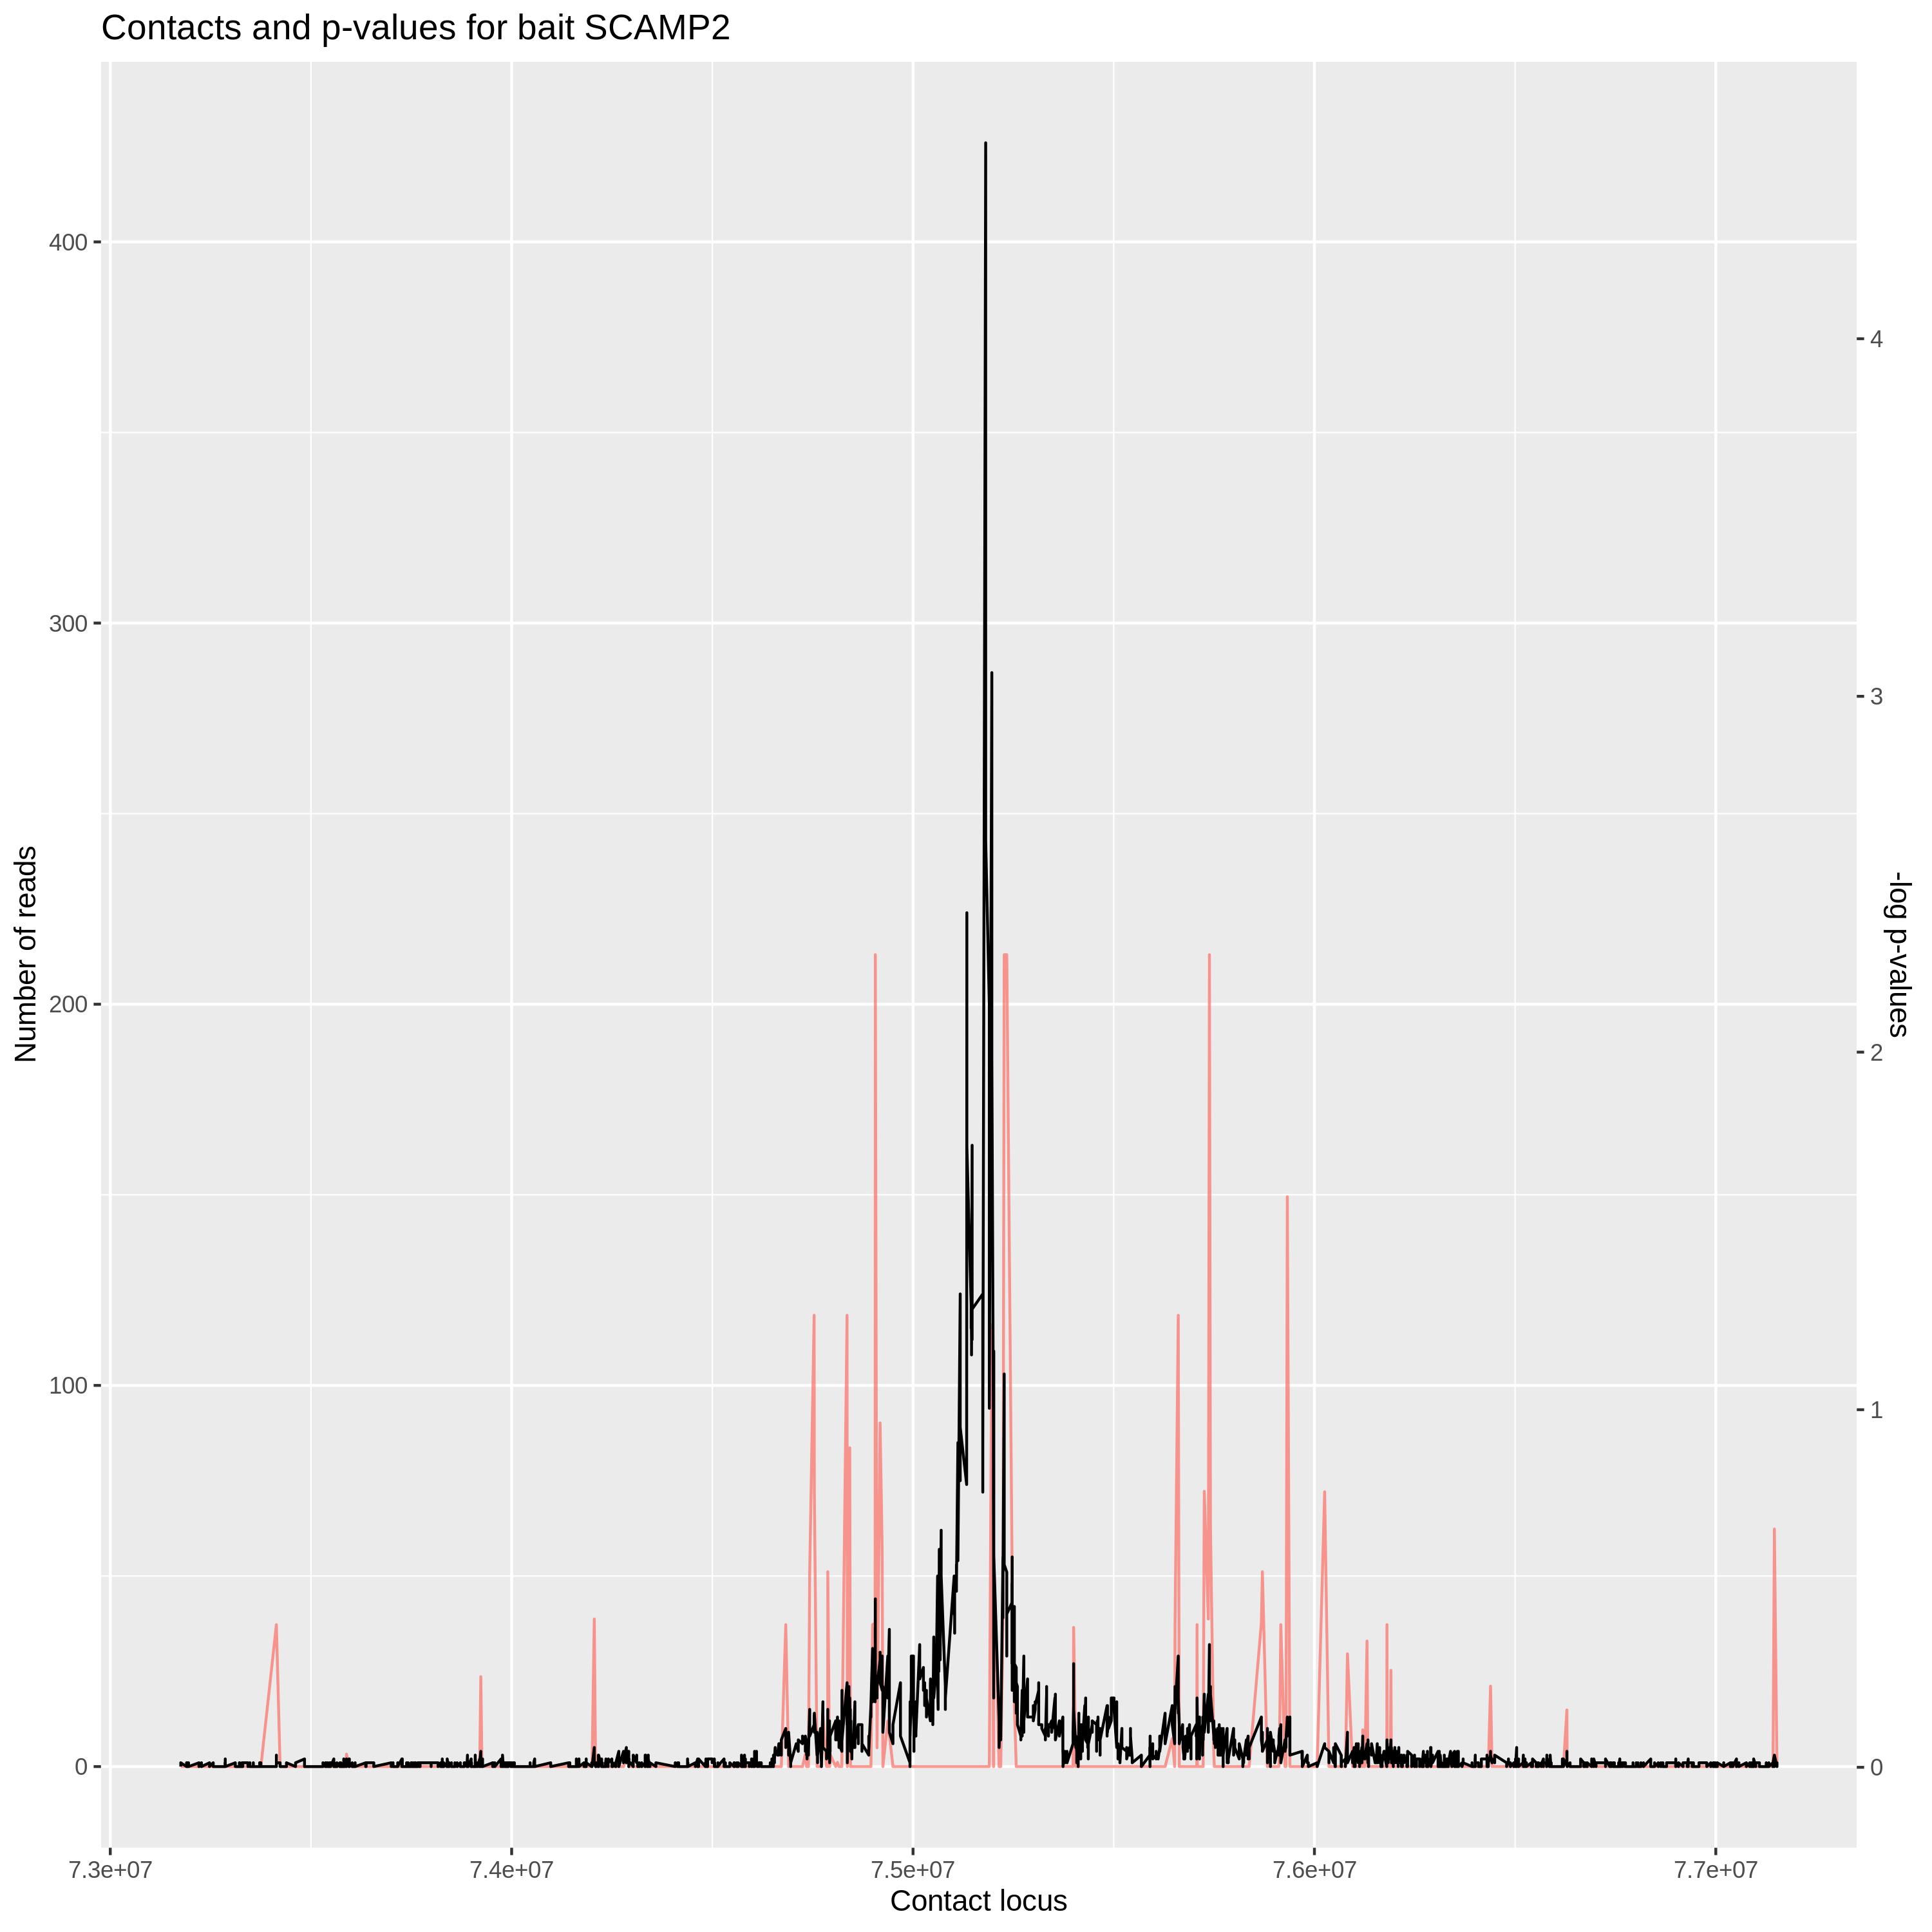 Contacts and p-values for bait SCAMP2
Number of reads
400
300
200
100
0
4
3
2
1
0
-log p-values
7.3e+07
7.4e+07
7.5e+07
7.6e+07
7.7e+07
Contact locus